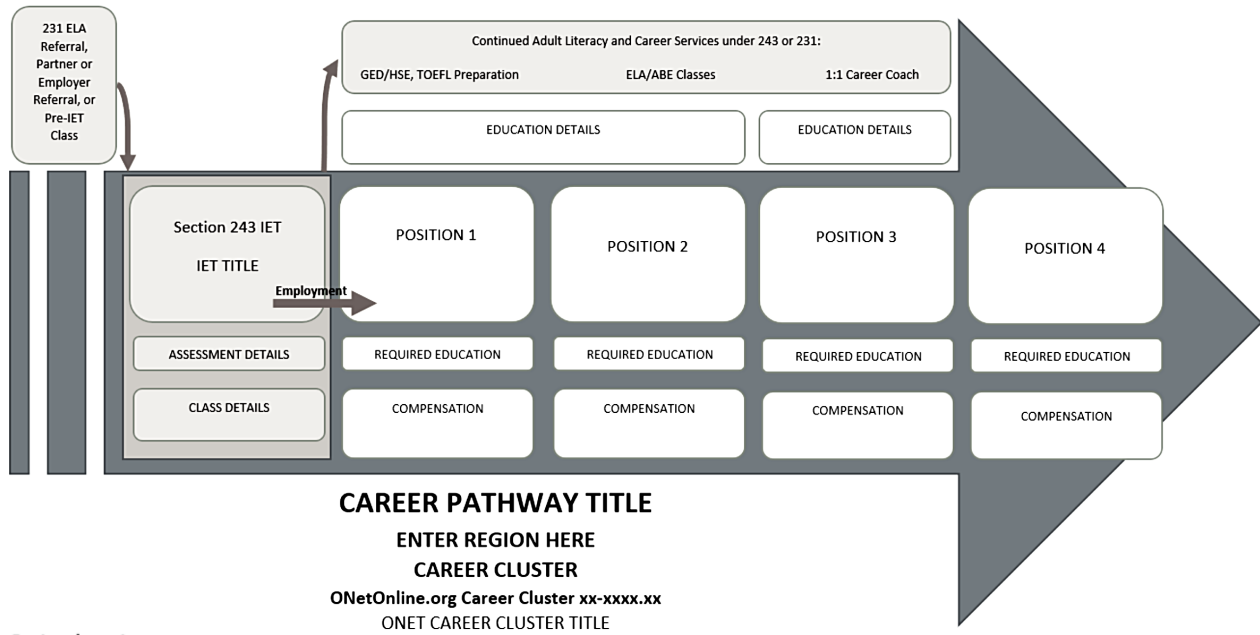 231 ELA
Referral,
Partner or
Employer
Referral, or
Pre-IET
Class
Continued Adult Literacy and Career Services under 243 or 231:
GED/HSE, TOEFL Preparation ELA/ABE Classes 1:1 Career Coach
EDUCATION DETAILS
EDUCATION DETAILS
Section 243 IET
IET TITLE
Employment
POSITION 1
POSITION 2
POSITION 3
POSITION 4
ASSESSMENT DETAILS
REQUIRED EDUCATION
REQUIRED EDUCATION
REQUIRED EDUCATION
REQUIRED EDUCATION
CLASS DETAILS
COMPENSATION
COMPENSATION
COMPENSATION
COMPENSATION
CAREER PATHWAY TITLE
ENTER REGION HERE
CAREER CLUSTER
ONetOnline.org Career Cluster xx-xxxx.xx
ONET CAREER CLUSTER TITLE